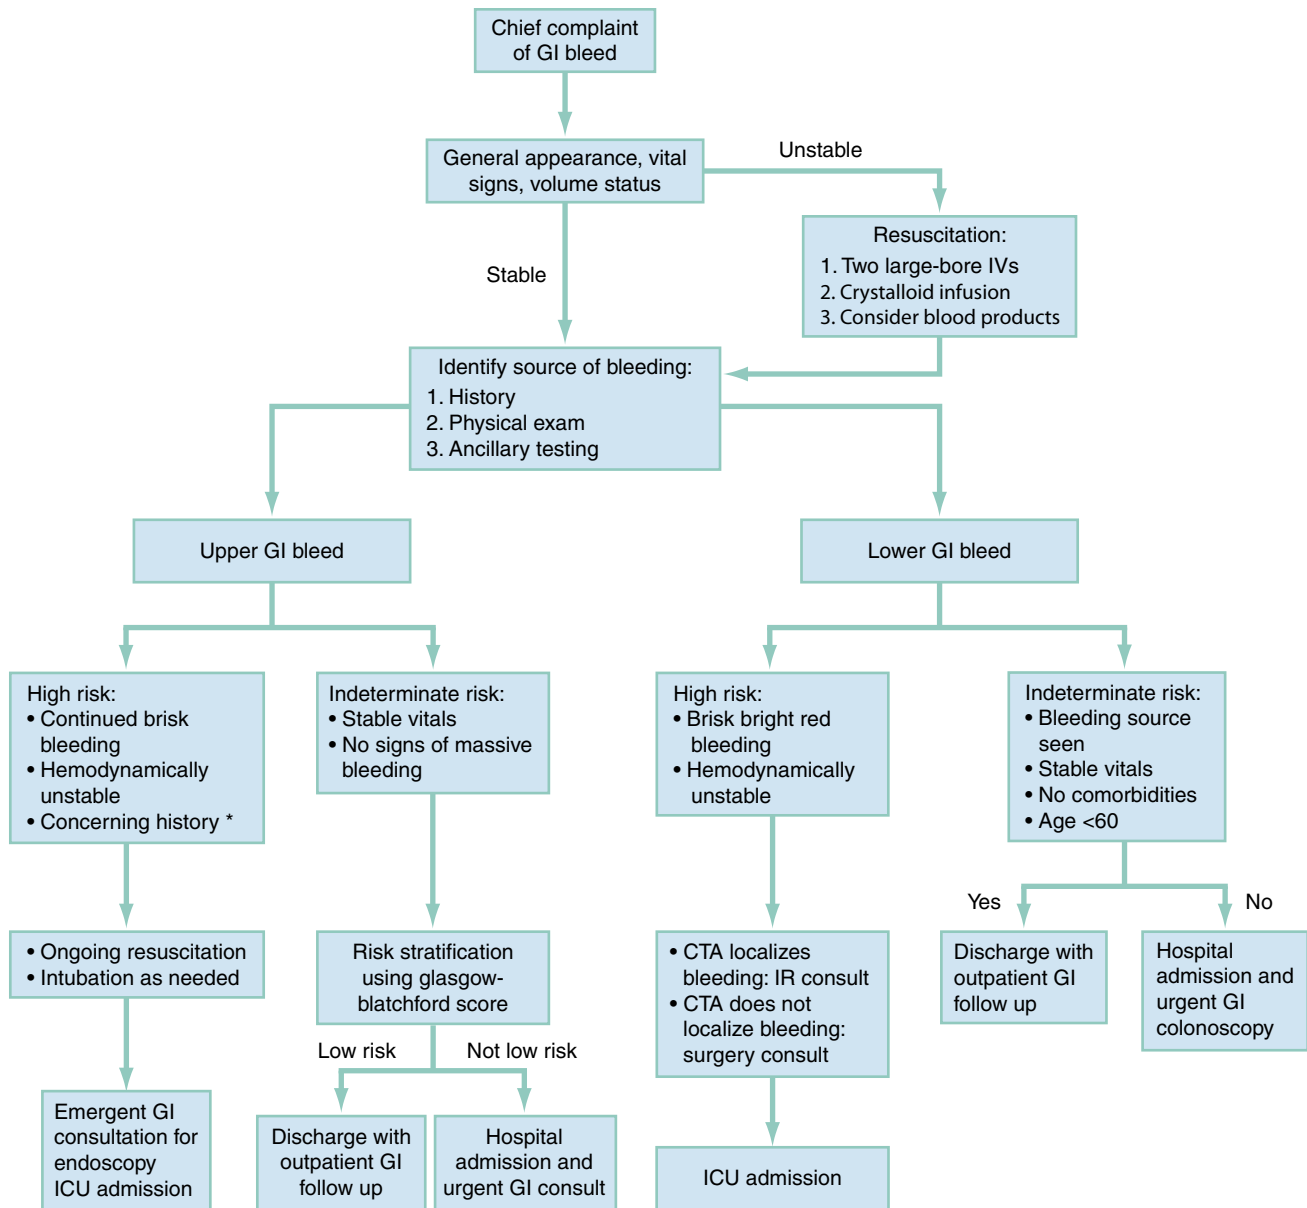 Chief complaint
of GI bleed
General appearance, vital
signs, volume status
Unstable
Resuscitation:
1. Two large-bore IVs
2. Crystalloid infusion
3. Consider blood products
Stable
Identify source of bleeding:
1. History
2. Physical exam
3. Ancillary testing
Upper GI bleed
Lower GI bleed
High risk:
• Continued brisk
bleeding
• Hemodynamically
unstable
• Concerning history *
Indeterminate risk:
• Stable vitals
• No signs of massive
bleeding
High risk:
• Brisk bright red
bleeding
• Hemodynamically
unstable
Indeterminate risk:
• Bleeding source
seen
• Stable vitals
• No comorbidities
• Age <60
Yes
No
• Ongoing resuscitation
• Intubation as needed
Risk stratification
using glasgow-
blatchford score
• CTA localizes
bleeding: IR consult
• CTA does not
localize bleeding:
surgery consult
Discharge with
outpatient GI
follow up
Hospital
admission and
urgent GI
colonoscopy
Low risk
Not low risk
Emergent GI
consultation for
endoscopy
ICU admission
Discharge with
outpatient GI
follow up
Hospital
admission and
urgent GI consult
ICU admission